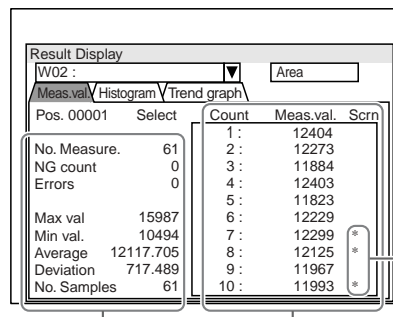 Result Display
W02 : ▼ Area
Meas.val. Histogram Trend graph
Pos. 00001 Select
No. Measure. 61
NG count 0
Errors 0
Max val 15987
Min val. 10494
Average 12117.705
Deviation 717.489
No. Samples 61
Count Meas.val. Scrn
1 : 12404
2 : 12273
3 : 11884
4 : 12403
5 : 11823
6 : 12229
7 : 12299 *
8 : 12125 *
9 : 11967
10 : 11993 *